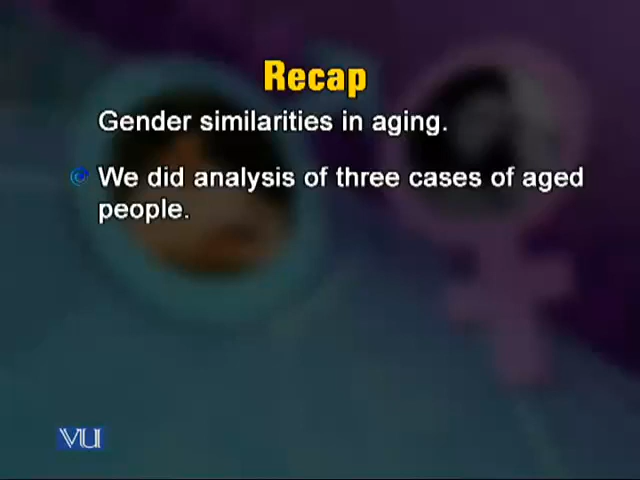 Recap
Gender similarities in aging.
We did analysis of three cases of aged
people.
VU